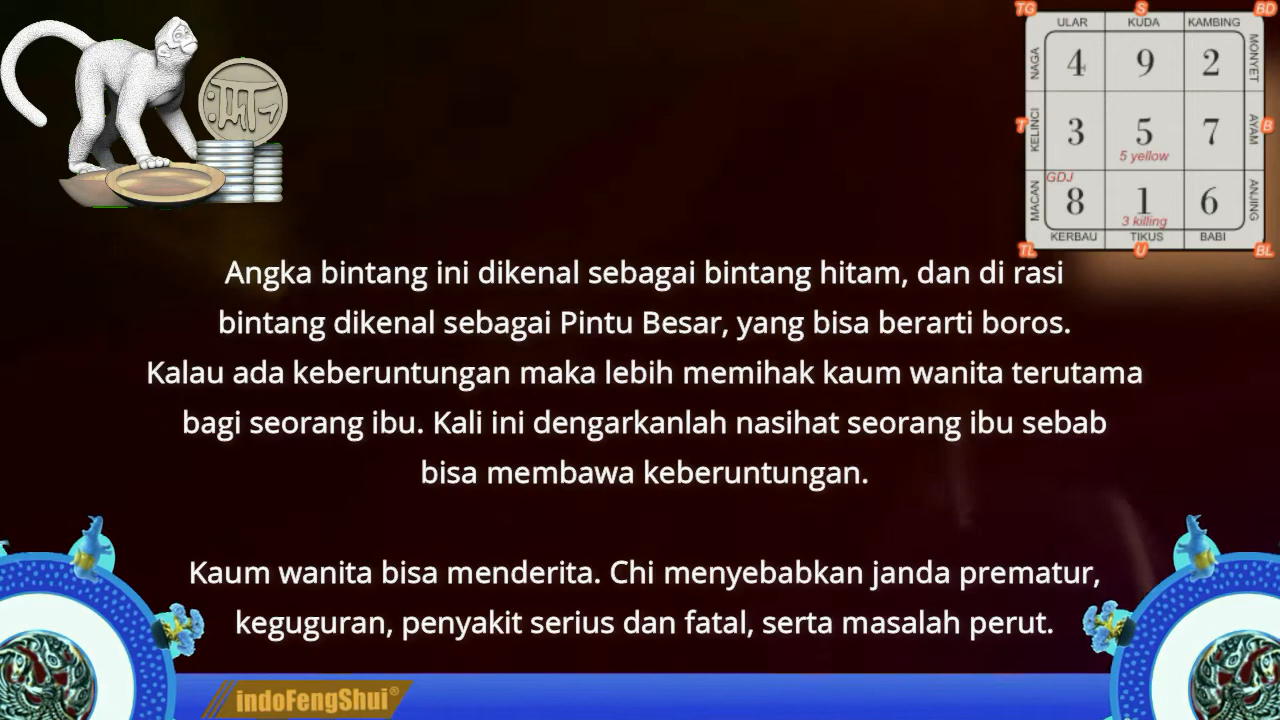 TG S BD
ULAR KUDA KAMBING
NAGA 4 9 2 MONYET
T KELINCI 3 5 7 AYAM B
5 yellow
GDJ
MACAN 8 1 6 ANJING
3 killing
KERBAU TIKUS BABI
TL U BL
Angka bintang ini dikenal sebagai bintang hitam, dan di rasi
bintang dikenal sebagai Pintu Besar, yang bisa berarti boros.
Kalau ada keberuntungan maka lebih memihak kaum wanita terutama
bagi seorang ibu. Kali ini dengarkanlah nasihat seorang ibu sebab
bisa membawa keberuntungan.
Kaum wanita bisa menderita. Chi menyebabkan janda prematur,
keguguran, penyakit serius dan fatal, serta masalah perut.
indoFengShui®